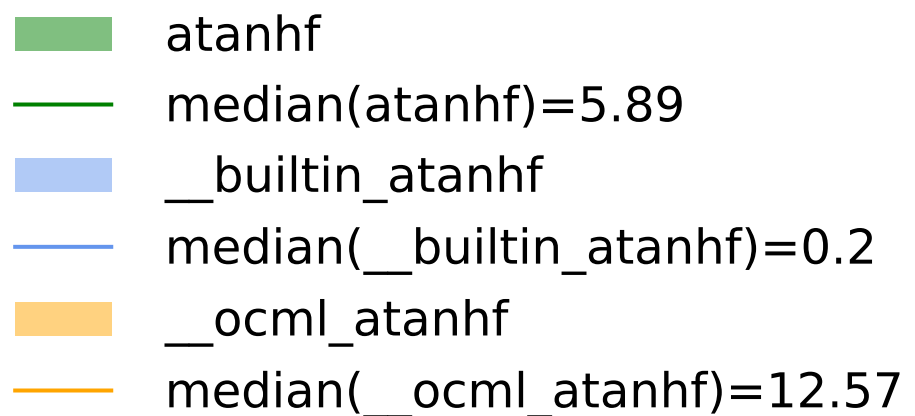 atanhf
median(atanhf)=5.89
__builtin_atanhf
median(__builtin_atanhf)=0.2
__ocml_atanhf
median(__ocml_atanhf)=12.57